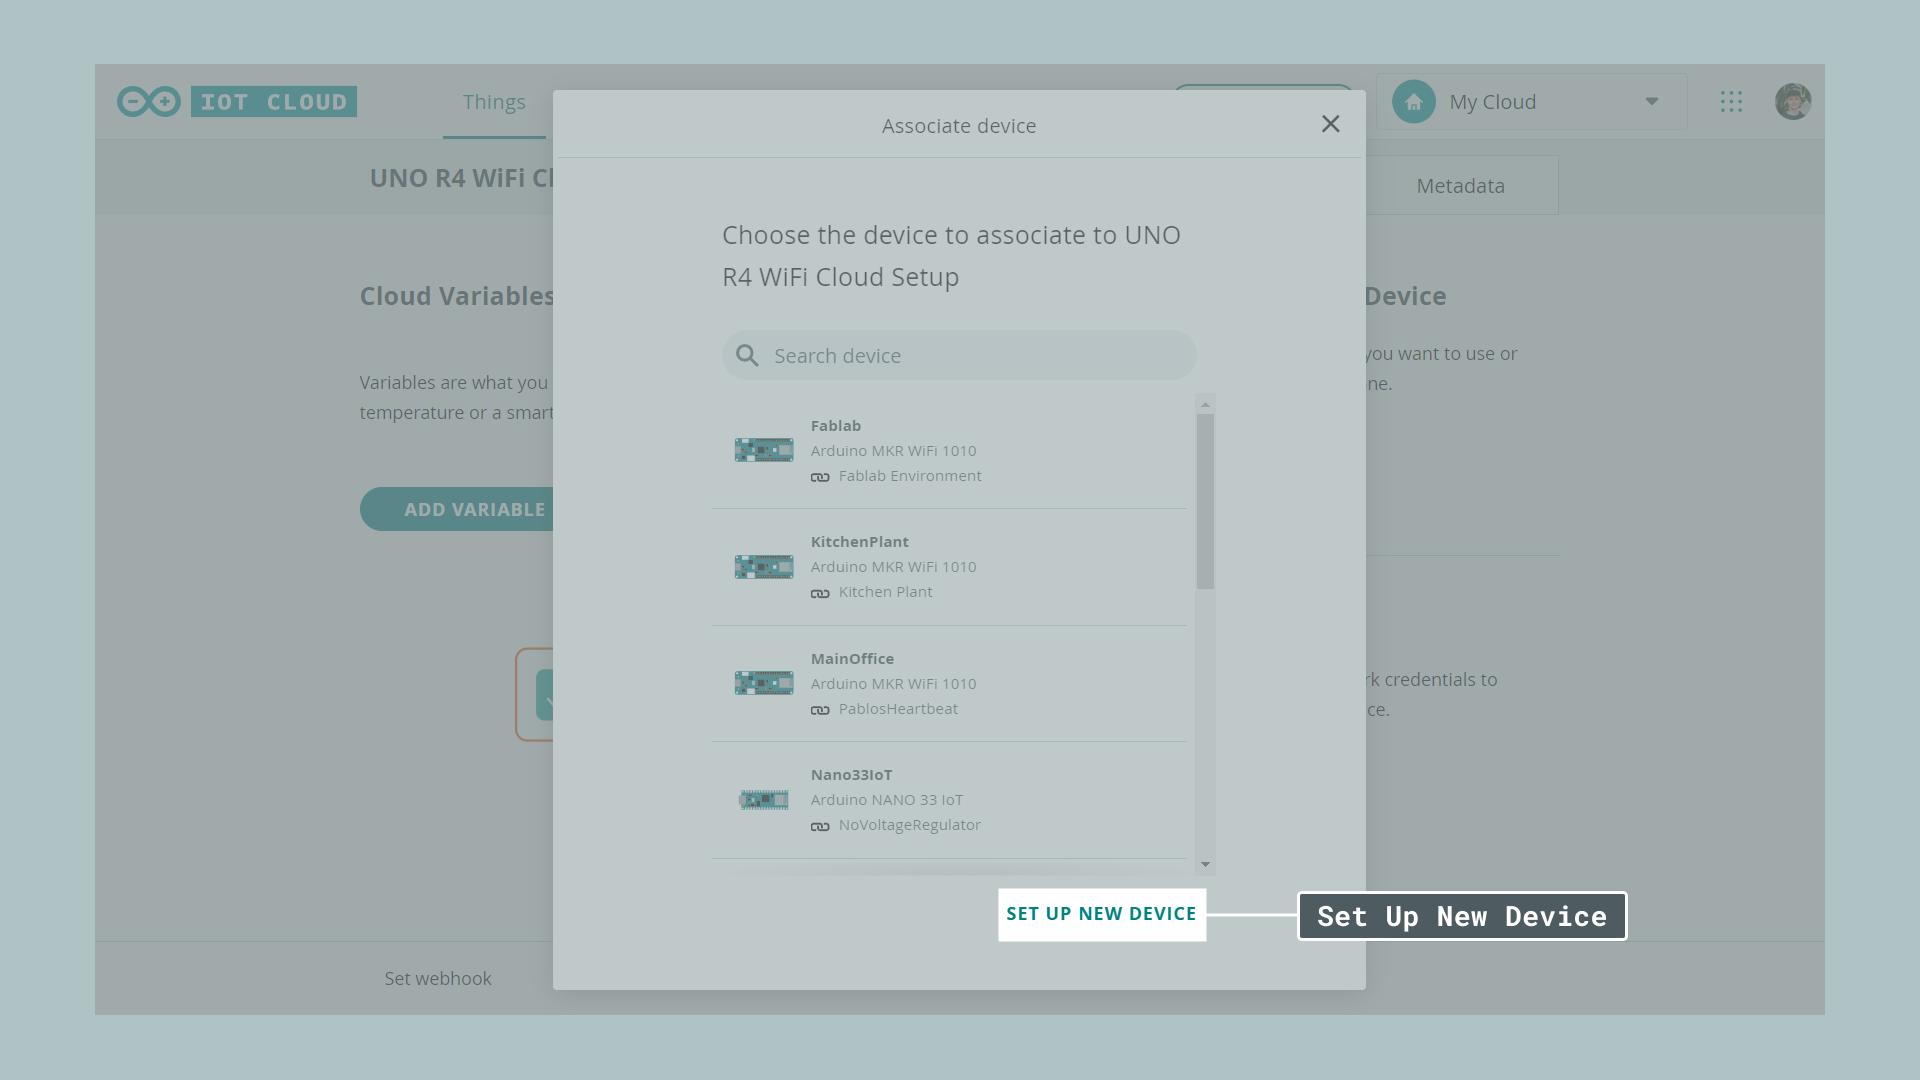 IOT CLOUD
Things
My Cloud
Associate device
UNO R4 WiFi Cl
Metadata
Choose the device to associate to UNO
R4 WiFi Cloud Setup
Cloud Variables
Device
Search device
you want to use or
ne.
Variables are what you
temperature or a smart
Fablab
Arduino MKR WiFi 1010
Fablab Environment
ADD VARIABLE
KitchenPlant
Arduino MKR WiFi 1010
Kitchen Plant
MainOffice
Arduino MKR WiFi 1010
PablosHeartbeat
rk credentials to
ce.
Nano33IoT
Arduino NANO 33 IoT
NoVoltageRegulator
SET UP NEW DEVICE
Set Up New Device
Set webhook